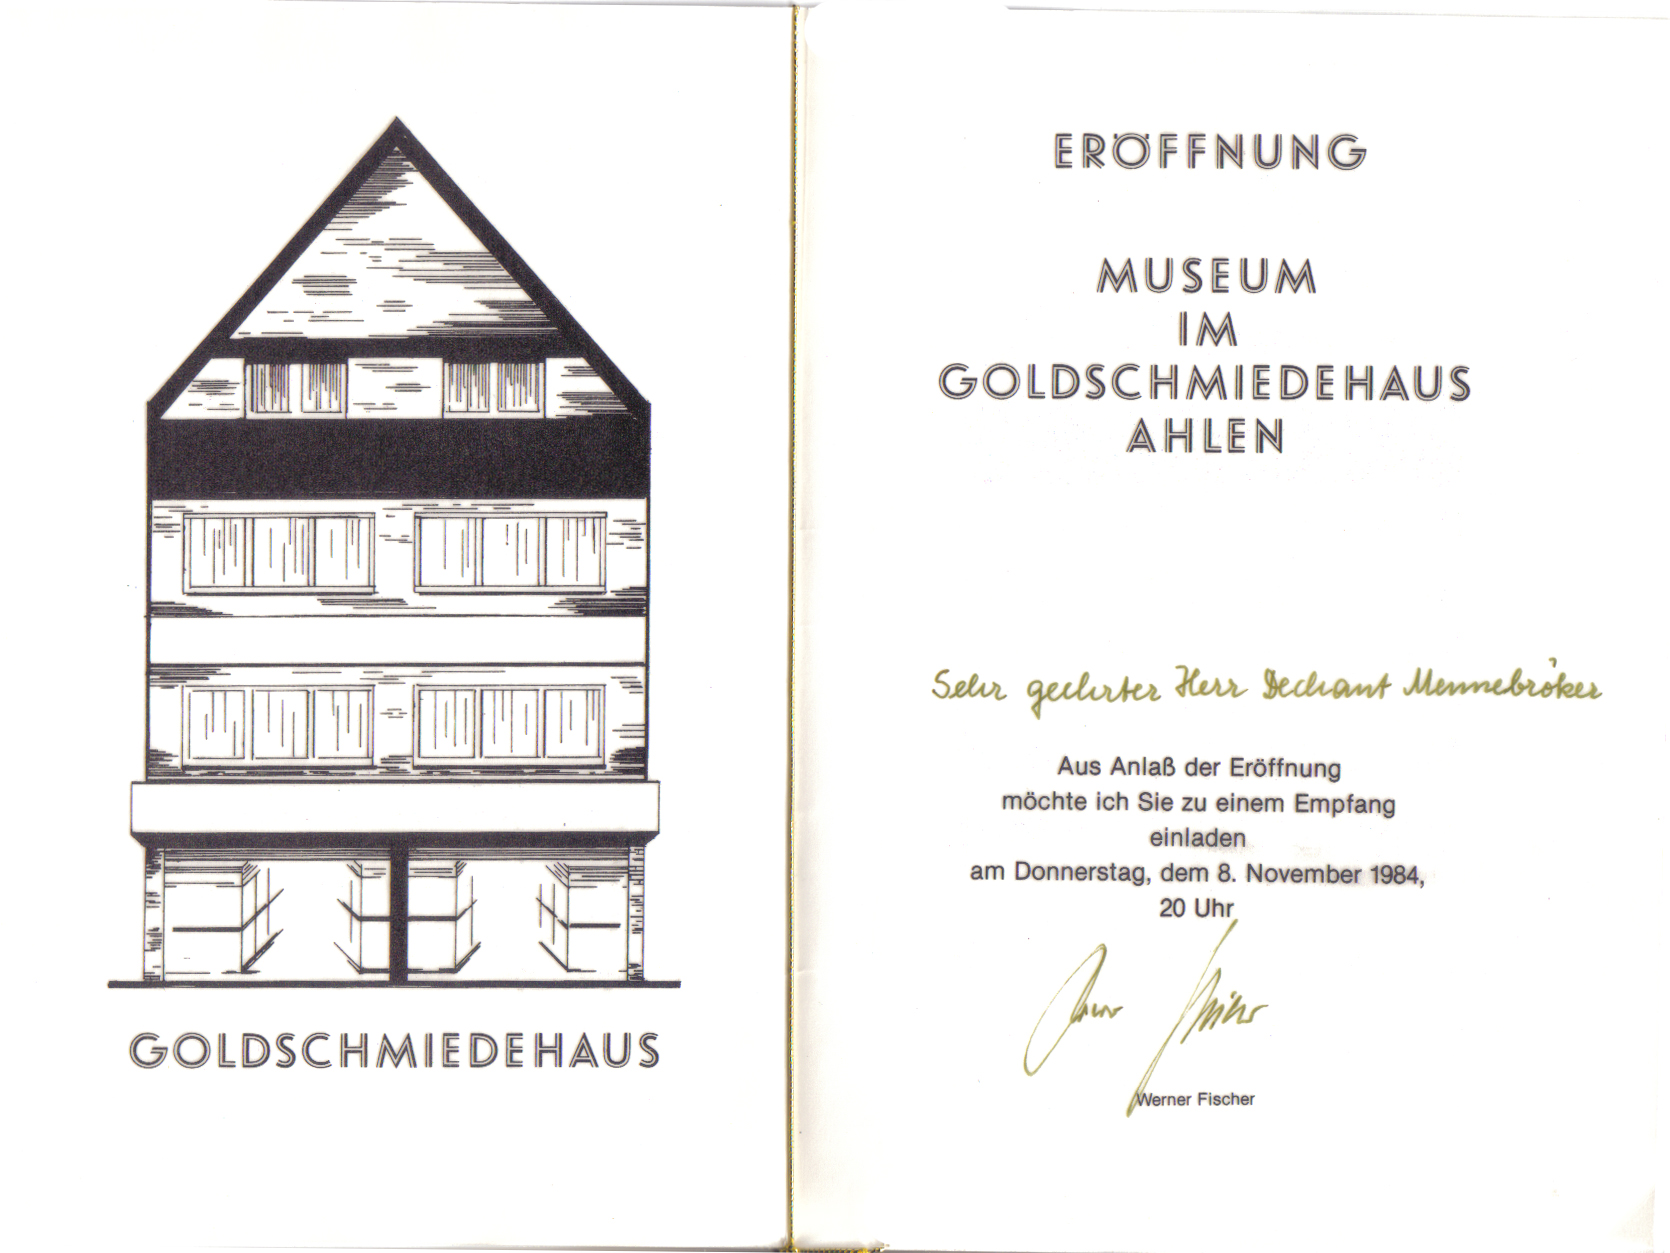 GOLDSCHMIEDEHAUS
ERÖFFNUNG
MUSEUM
IM
GOLDSCHMIEDEHAUS
AHLEN
Sehr geehrter Herr Dechant Mennebröker
Aus Anlaß der Eröffnung
möchte ich Sie zu einem Empfang
einladen
am Donnerstag, dem 8. November 1984,
20 Uhr
Werner Fischer